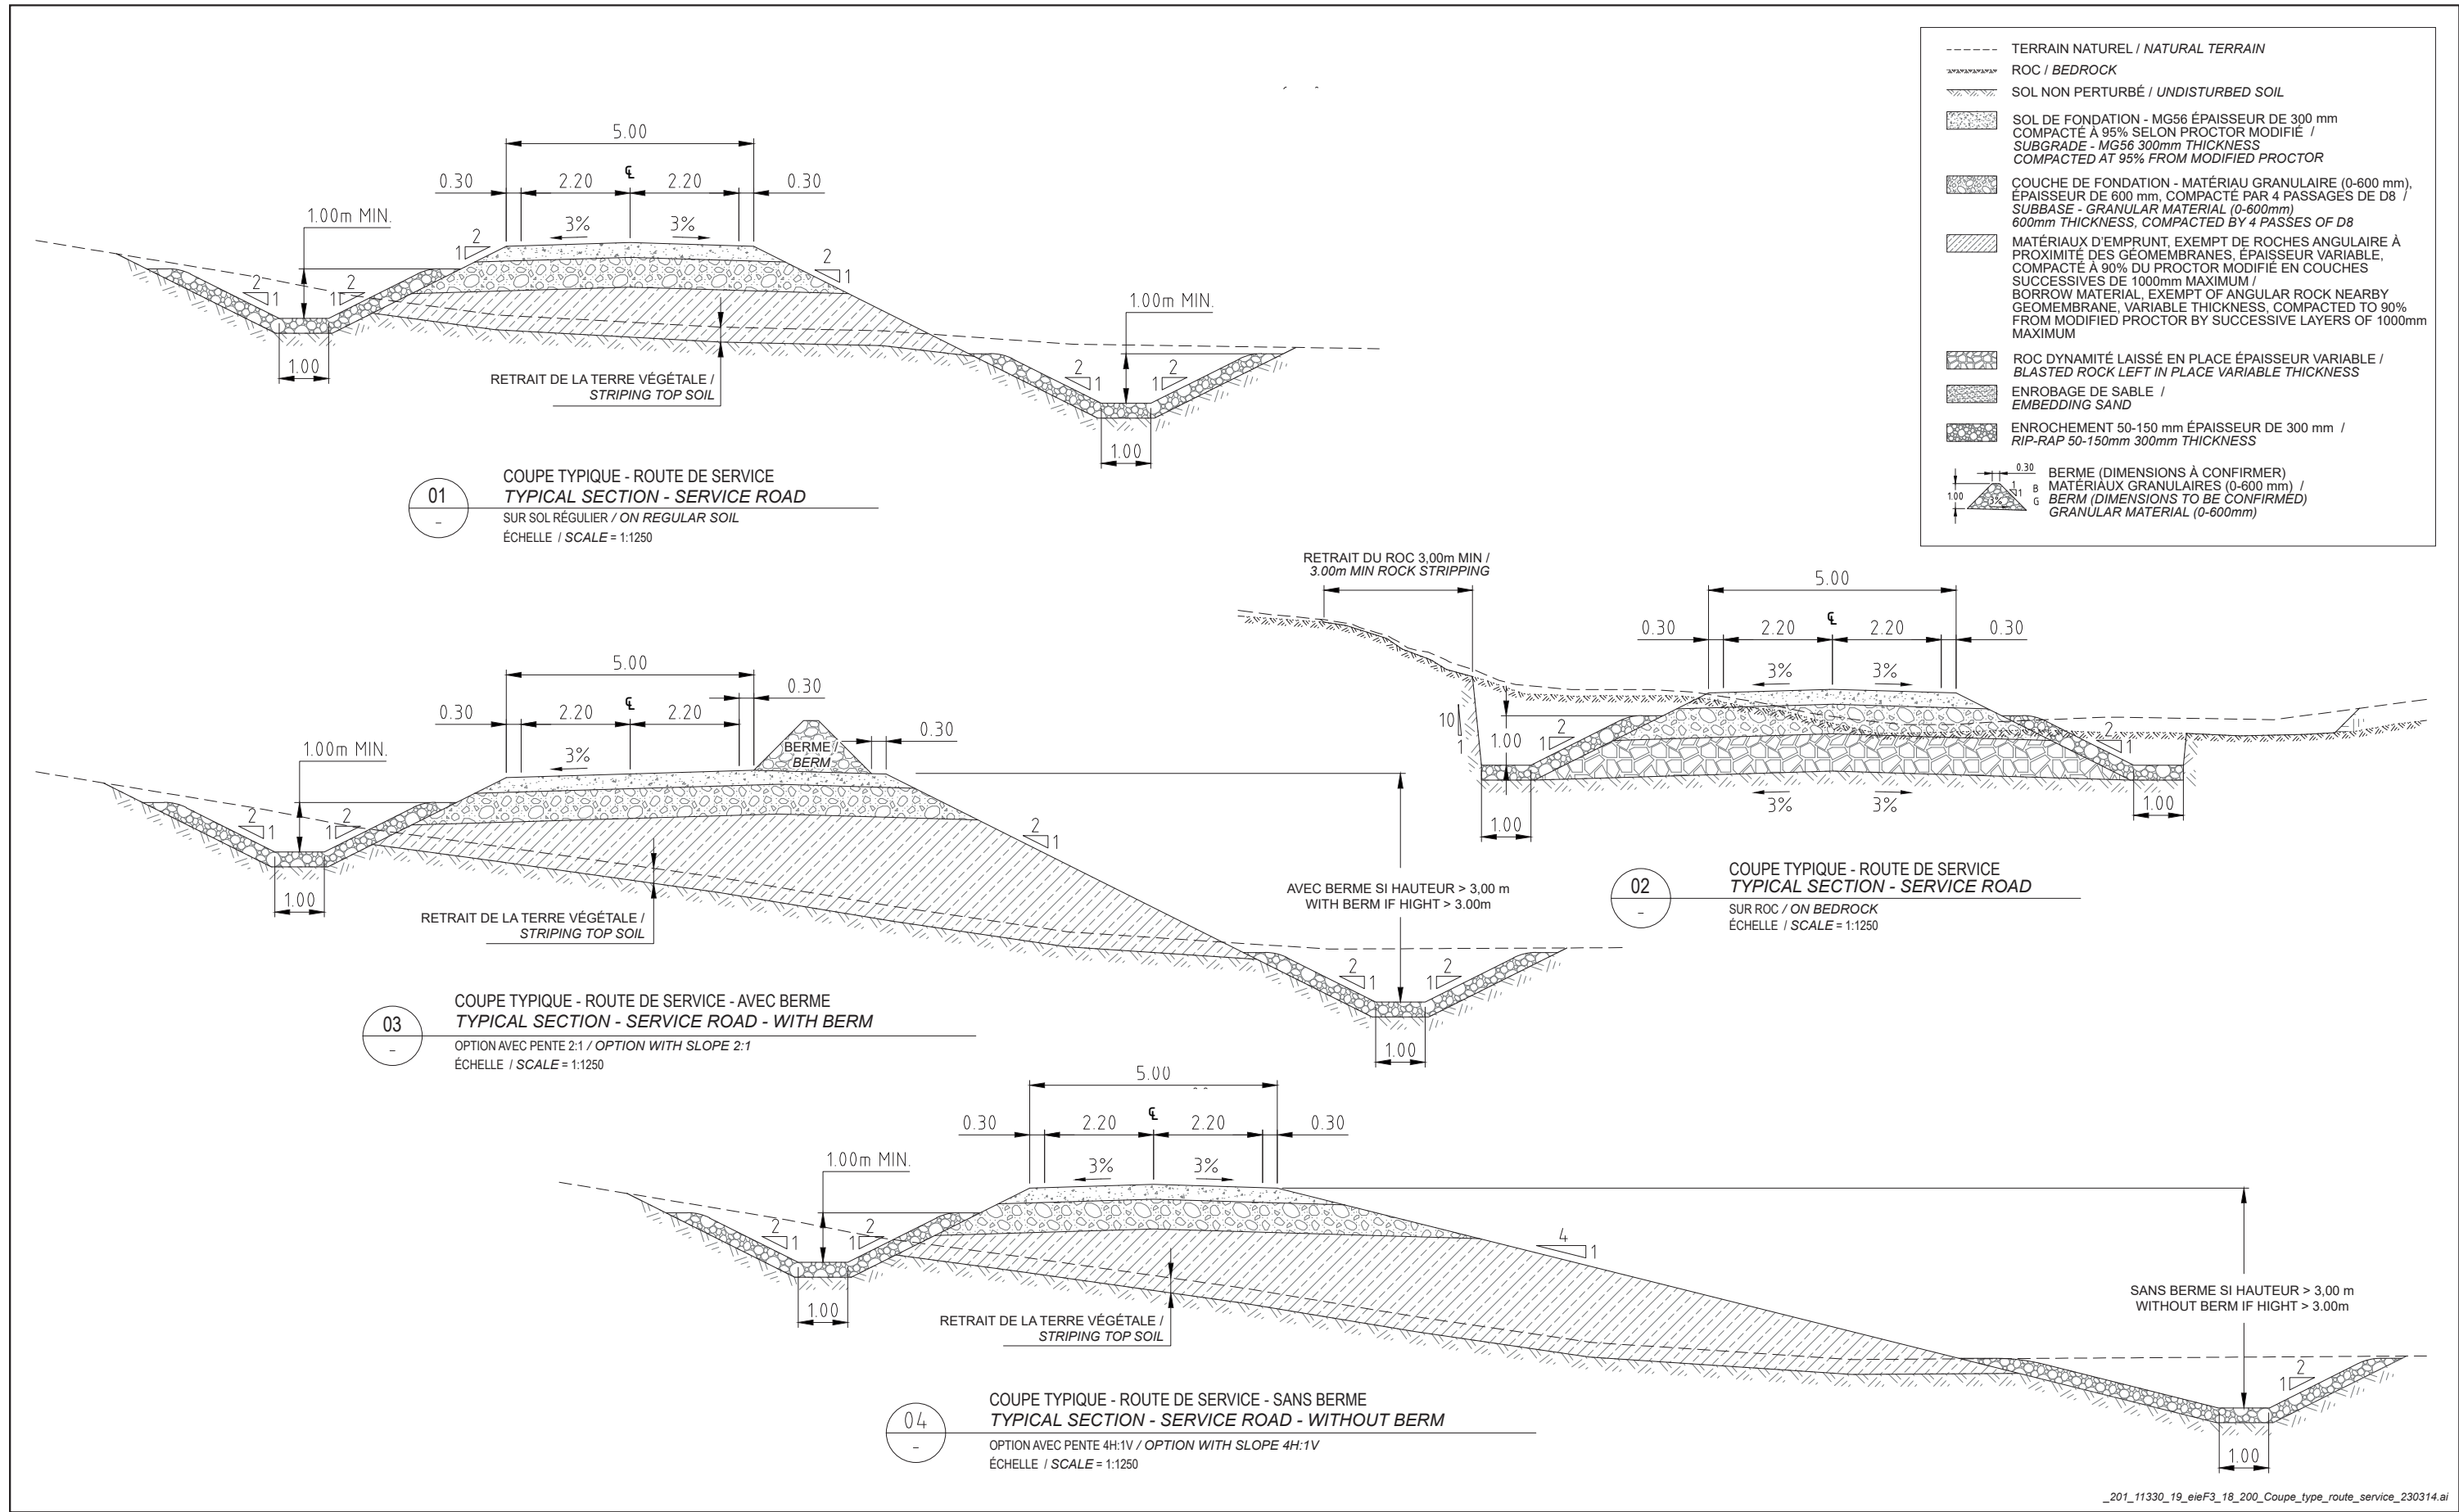 TERRAIN NATUREL / NATURAL TERRAIN
ROC / BEDROCK
SOL NON PERTURBÉ / UNDISTURBED SOIL
SOL DE FONDATION - MG56 ÉPAISSEUR DE 300 mm
COMPACTÉ À 95% SELON PROCTOR MODIFIÉ /
SUBGRADE - MG56 300mm THICKNESS
COMPACTED AT 95% FROM MODIFIED PROCTOR
COUCHE DE FONDATION - MATÉRIAU GRANULAIRE (0-600 mm),
ÉPAISSEUR DE 600 mm, COMPACTÉ PAR 4 PASSAGES DE D8 /
SUBBASE - GRANULAR MATERIAL (0-600mm)
600mm THICKNESS, COMPACTED BY 4 PASSES OF D8
MATÉRIAUX D'EMPRUNT, EXEMPT DE ROCHES ANGULAIRE À
PROXIMITÉ DES GÉOMEMBRANES, ÉPAISSEUR VARIABLE,
COMPACTÉ À 90% DU PROCTOR MODIFIÉ EN COUCHES
SUCCESSIVES DE 1000mm MAXIMUM /
BORROW MATERIAL, EXEMPT OF ANGULAR ROCK NEARBY
GEOMEMBRANE, VARIABLE THICKNESS, COMPACTED TO 90%
FROM MODIFIED PROCTOR BY SUCCESSIVE LAYERS OF 1000mm
MAXIMUM
ROC DYNAMITÉ LAISSÉ EN PLACE ÉPAISSEUR VARIABLE /
BLASTED ROCK LEFT IN PLACE VARIABLE THICKNESS
ENROBAGE DE SABLE /
EMBEDDING SAND
ENROCHEMENT 50-150 mm ÉPAISSEUR DE 300 mm /
RIP-RAP 50-150mm 300mm THICKNESS
0.30
1.00
1
1
3%
B
G
BERME (DIMENSIONS À CONFIRMER)
MATÉRIAUX GRANULAIRES (0-600 mm) /
BERM (DIMENSIONS TO BE CONFIRMED)
GRANULAR MATERIAL (0-600mm)
5.00
℄
0.30 2.20 2.20 0.30
1.00m MIN.
3% 3%
2
1
2
1
2
1
2
1
1.00m MIN.
2
1
2
1
1.00
1.00
RETRAIT DE LA TERRE VÉGÉTALE /
STRIPING TOP SOIL
01
-
COUPE TYPIQUE - ROUTE DE SERVICE
TYPICAL SECTION - SERVICE ROAD
SUR SOL RÉGULIER / ON REGULAR SOIL
ÉCHELLE / SCALE = 1:1250
RETRAIT DU ROC 3,00m MIN /
3.00m MIN ROCK STRIPPING
5.00
℄
0.30 2.20 2.20 0.30
3% 3%
10
1
1.00
2
1
2
1
3% 3%
1.00
1.00
02
-
COUPE TYPIQUE - ROUTE DE SERVICE
TYPICAL SECTION - SERVICE ROAD
SUR ROC / ON BEDROCK
ÉCHELLE / SCALE = 1:1250
5.00
℄
0.30
0.30 2.20 2.20
0.30
1.00m MIN.
3%
BERME /
BERM
2
1
2
1
2
1
1.00
AVEC BERME SI HAUTEUR > 3,00 m
WITH BERM IF HIGHT > 3.00m
RETRAIT DE LA TERRE VÉGÉTALE /
STRIPING TOP SOIL
2
1
2
1
1.00
03
-
COUPE TYPIQUE - ROUTE DE SERVICE - AVEC BERME
TYPICAL SECTION - SERVICE ROAD - WITH BERM
OPTION AVEC PENTE 2:1 / OPTION WITH SLOPE 2:1
ÉCHELLE / SCALE = 1:1250
5.00
℄
0.30 2.20 2.20 0.30
1.00m MIN.
3% 3%
2
1
2
1
4
1
1.00
SANS BERME SI HAUTEUR > 3,00 m
WITHOUT BERM IF HIGHT > 3.00m
RETRAIT DE LA TERRE VÉGÉTALE /
STRIPING TOP SOIL
2
1
1.00
04
-
COUPE TYPIQUE - ROUTE DE SERVICE - SANS BERME
TYPICAL SECTION - SERVICE ROAD - WITHOUT BERM
OPTION AVEC PENTE 4H:1V / OPTION WITH SLOPE 4H:1V
ÉCHELLE / SCALE = 1:1250
_201_11330_19_eieF3_18_200_Coupe_type_route_service_230314.ai